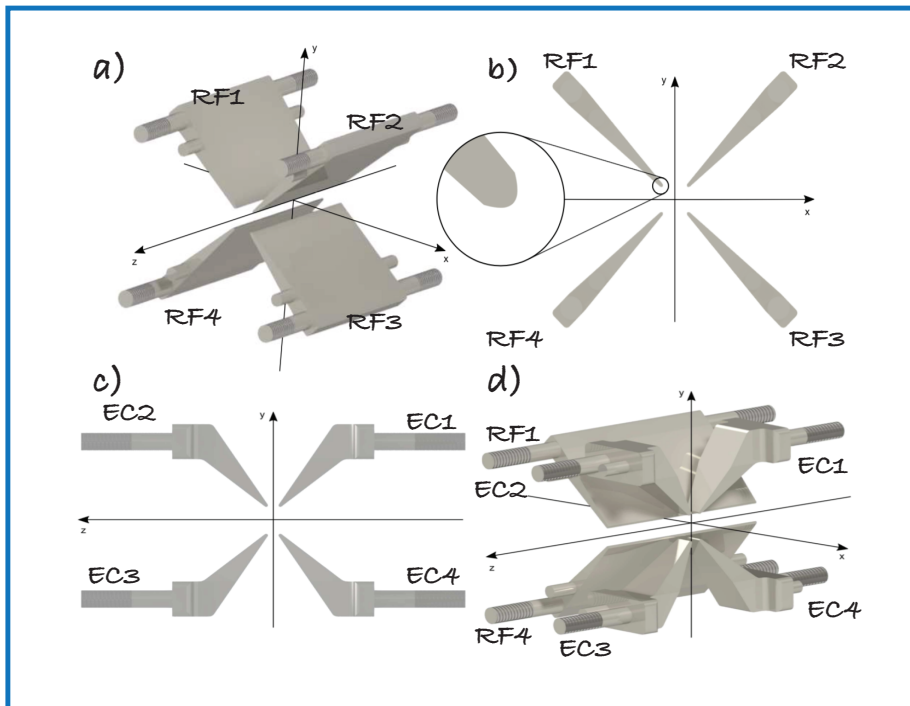 a)
y
RF1
RF2
z
x
RF4
RF3
b)
RF1
y
RF2
x
RF4
RF3
c)
EC2
y
EC1
z
EC3
EC4
d)
y
RF1
EC1
EC2
x
z
EC4
RF4
EC3